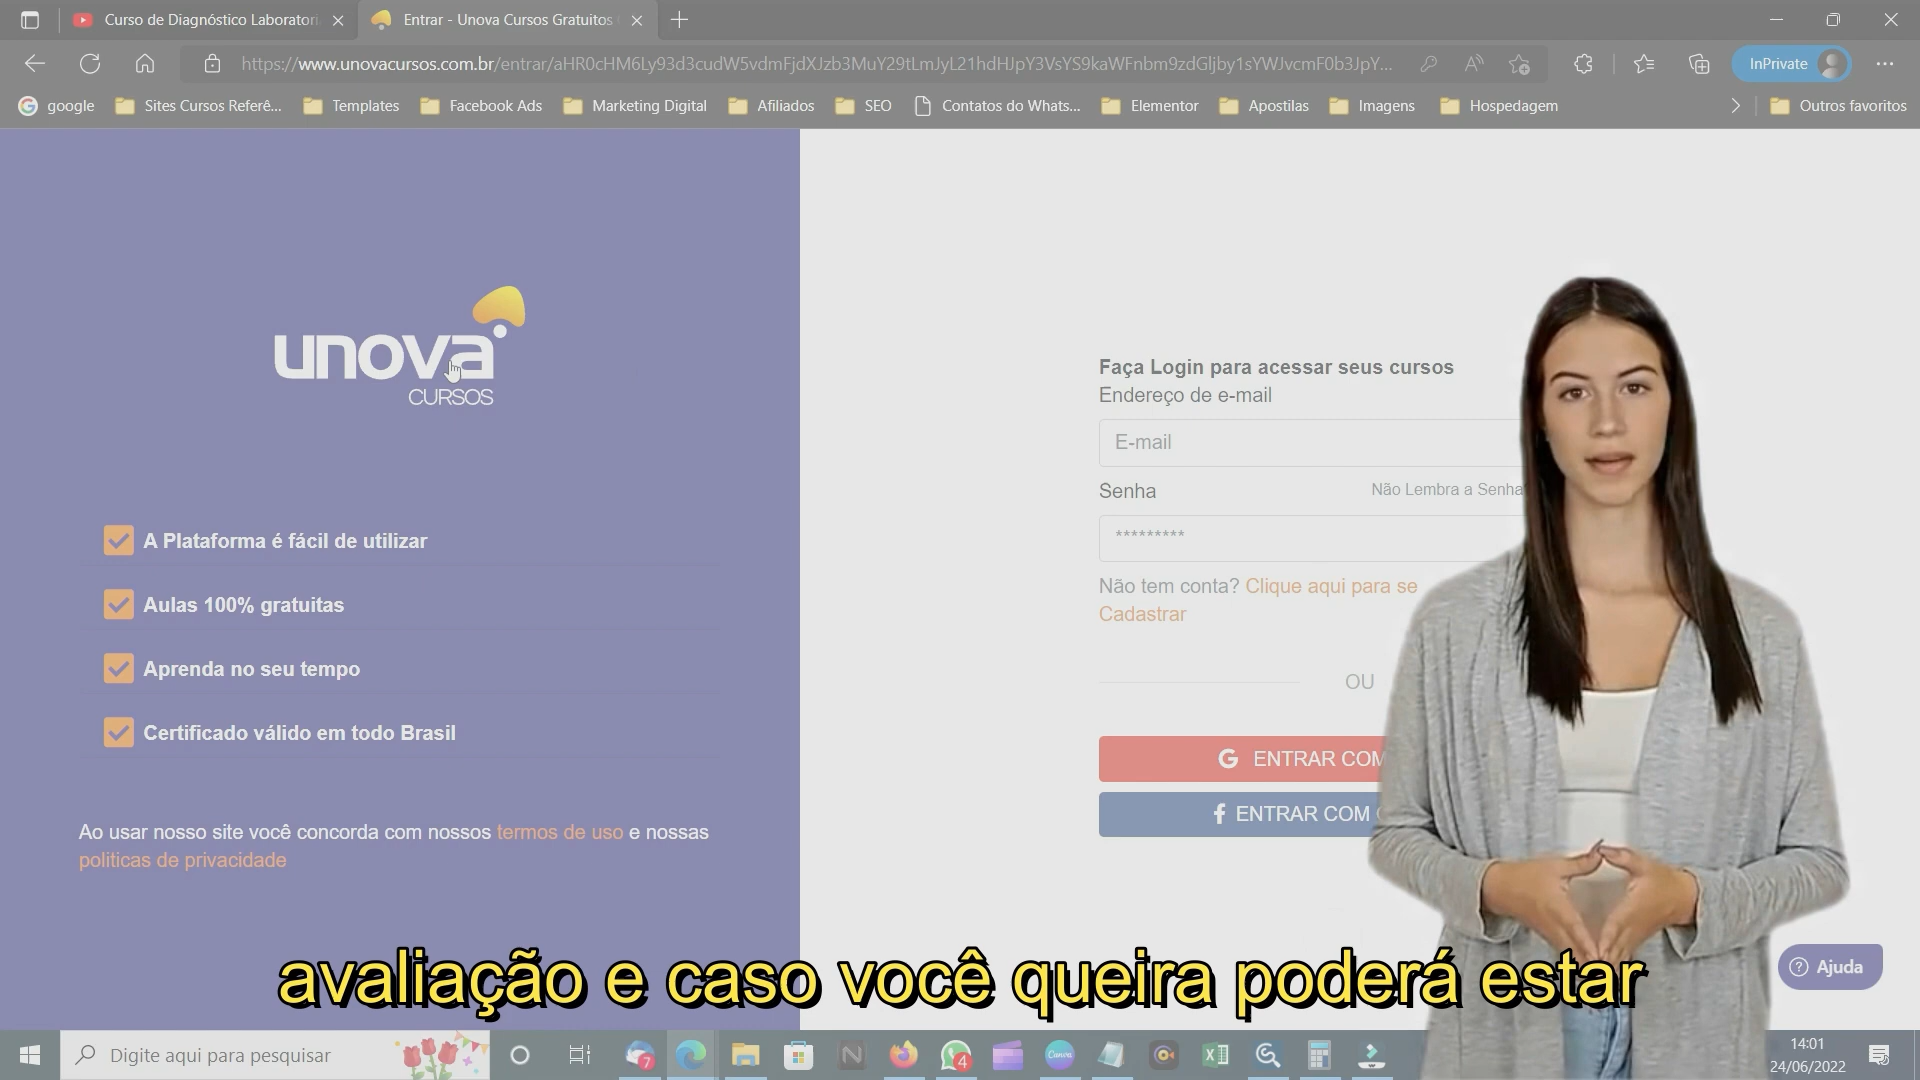 Curso de Diagnóstico Laboratori
Entrar - Unova Cursos Gratuitos
https://www.unovacursos.com.br/entrar/
InPrivate
google
Sites Cursos Referê...
Templates
Facebook Ads
Marketing Digital
Afiliados
SEO
Contatos do Whats...
Elementor
Apostilas
Imagens
Hospedagem
Outros favoritos
unova
CURSOS
A Plataforma é fácil de utilizar
Aulas 100% gratuitas
Aprenda no seu tempo
Certificado válido em todo Brasil
Ao usar nosso site você concorda com nossos termos de uso e nossas
politicas de privacidade
Faça Login para acessar seus cursos
Endereço de e-mail
E-mail
Senha
Não Lembra a Senha
*********
Não tem conta? Clique aqui para se
Cadastrar
OU
G ENTRAR COM
f ENTRAR COM
Ajuda
avaliação e caso você queira poderá estar
Digite aqui para pesquisar
7
Canva
4
14:01
24/06/2022